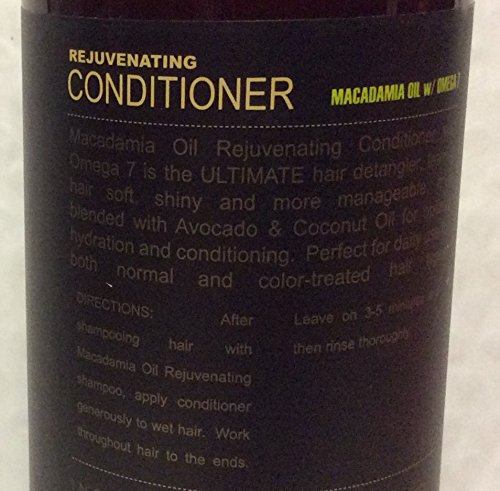 REJUVENATING
CONDITIONER
MACADAMIA OIL w/ OMEGA 7
Macadamia Oil Rejuvenating Conditioner
Omega 7 is the ULTIMATE hair detangler.
hair soft, shiny and more manageable.
blended with Avocado & Coconut Oil for
hydration and conditioning. Perfect for daily
both normal and color-treated hair
DIRECTIONS: After
shampooing hair with
Macadamia Oil Rejuvenating
shampoo, apply conditioner
generously to wet hair. Work
throughout hair to the ends.
Leave on 3-5 minutes
then rinse thoroughly